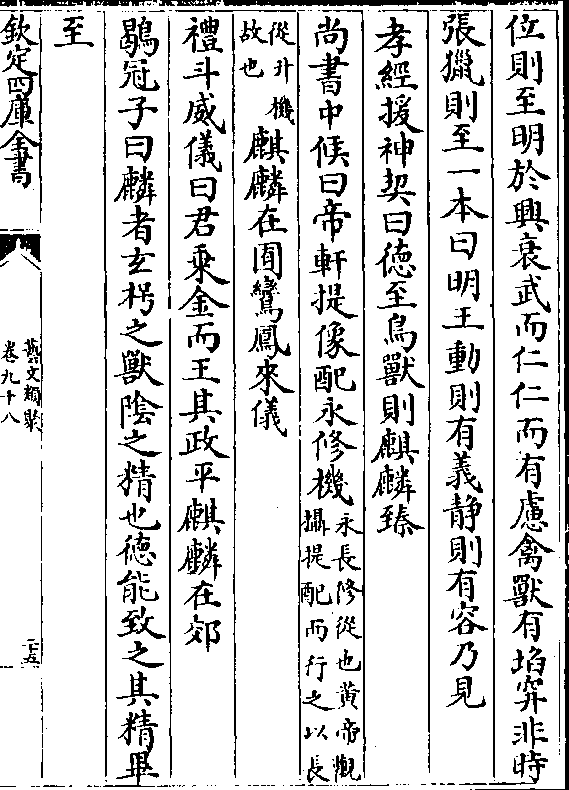 位則至明於興衰武而仁仁而有慮禽獸有埳穽非時
張獵則至一本曰明王動則有義静則有容乃見
孝經援神契曰德至鳥獸則麒麟臻
尚書中候曰帝軒提像配永修機永長修從也黄帝觀攝提配而行之以長
從升機故也麒麟在囿鸞鳳來儀
禮斗威儀曰君乘金而王其政平麒麟在郊
鶡冠子曰麟者玄枵之獸陰之精也德能致之其精畢
至
欽定四庫全書
藝文類聚
卷九十八
二十五